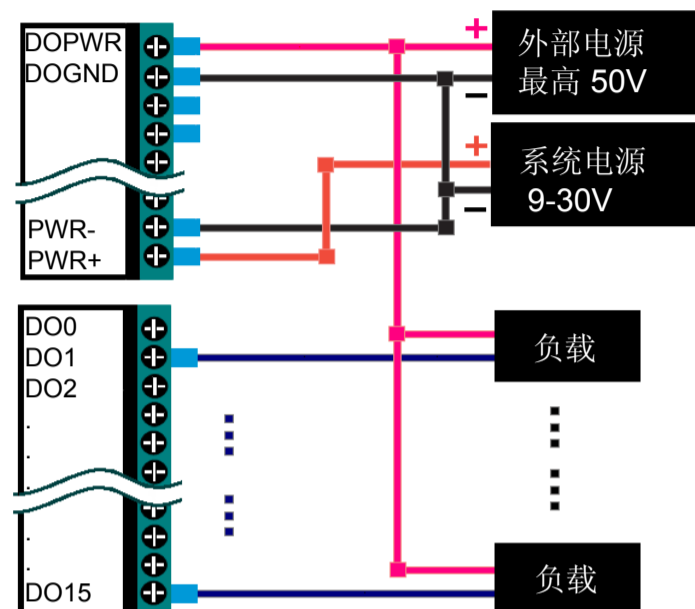 DOPWR
DOGND
PWR-
PWR+
+
外部电源
最高 50V
−
+
系统电源
9-30V
−
DO0
DO1
DO2
.
.
.
.
.
DO15
负载
负载